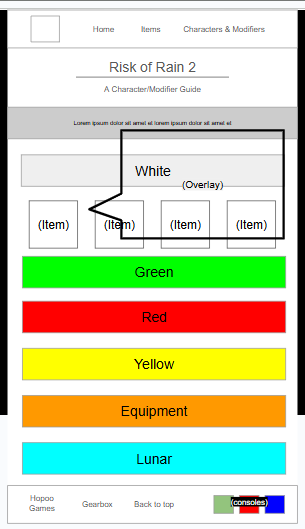 Home Items Characters & Modifiers
Risk of Rain 2
A Character/Modifier Guide
Lorem ipsum dolor sit amet et lorem ipsum dolor sit amet et
White
(Overlay)
(Item) (Item) (Item) (Item)
Green
Red
Yellow
Equipment
Lunar
Hopoo
Games
Gearbox
Back to top
(consoles)